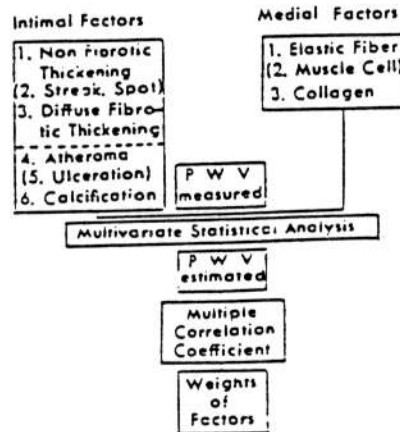 Intimal Factors
1. Non Fibrotic
Thickening
(2. Streak, Spot)
3. Diffuse Fibro-
tic Thickening
4. Atheroma
(5. Ulceration)
6. Calcification
Medial Factors
1. Elastic Fiber
(2. Muscle Cell)
3. Collagen
P W V
measured
Multivariate Statistical Analysis
P W V
estimated
Multiple
Correlation
Coefficient
Weights
of
Factors